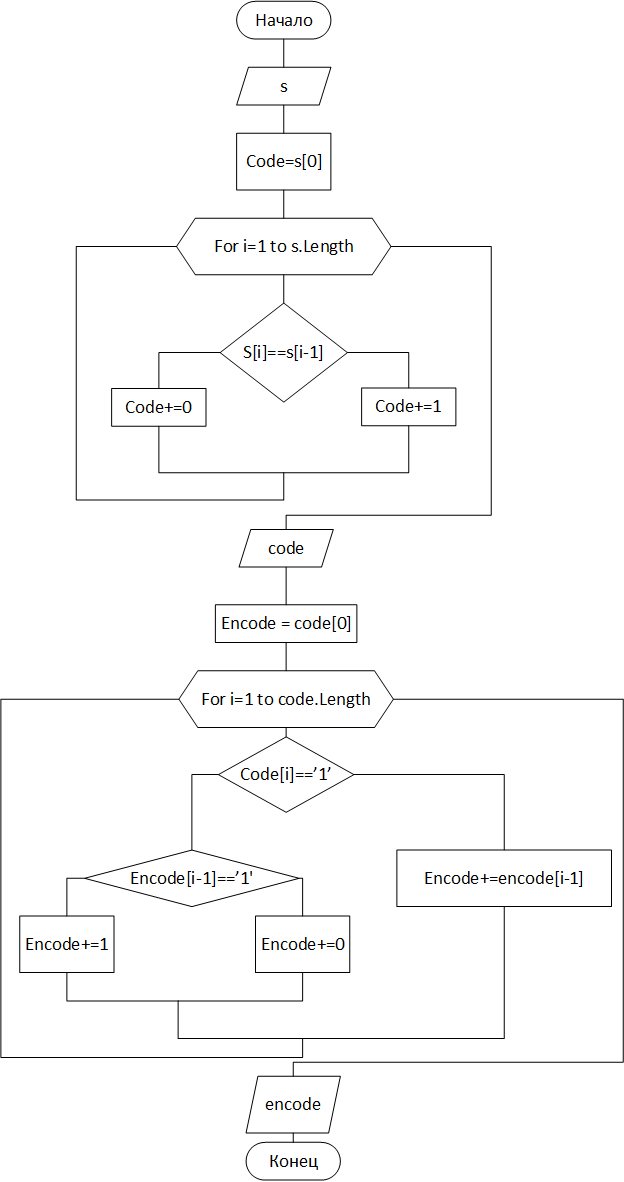 Начало
s
Code=s[0]
For i=1 to s.Length
S[i]==s[i-1]
Code+=0
Code+=1
code
Encode = code[0]
For i=1 to code.Length
Code[i]==’1’
Encode[i-1]==’1'
Encode+=encode[i-1]
Encode+=1
Encode+=0
encode
Конец